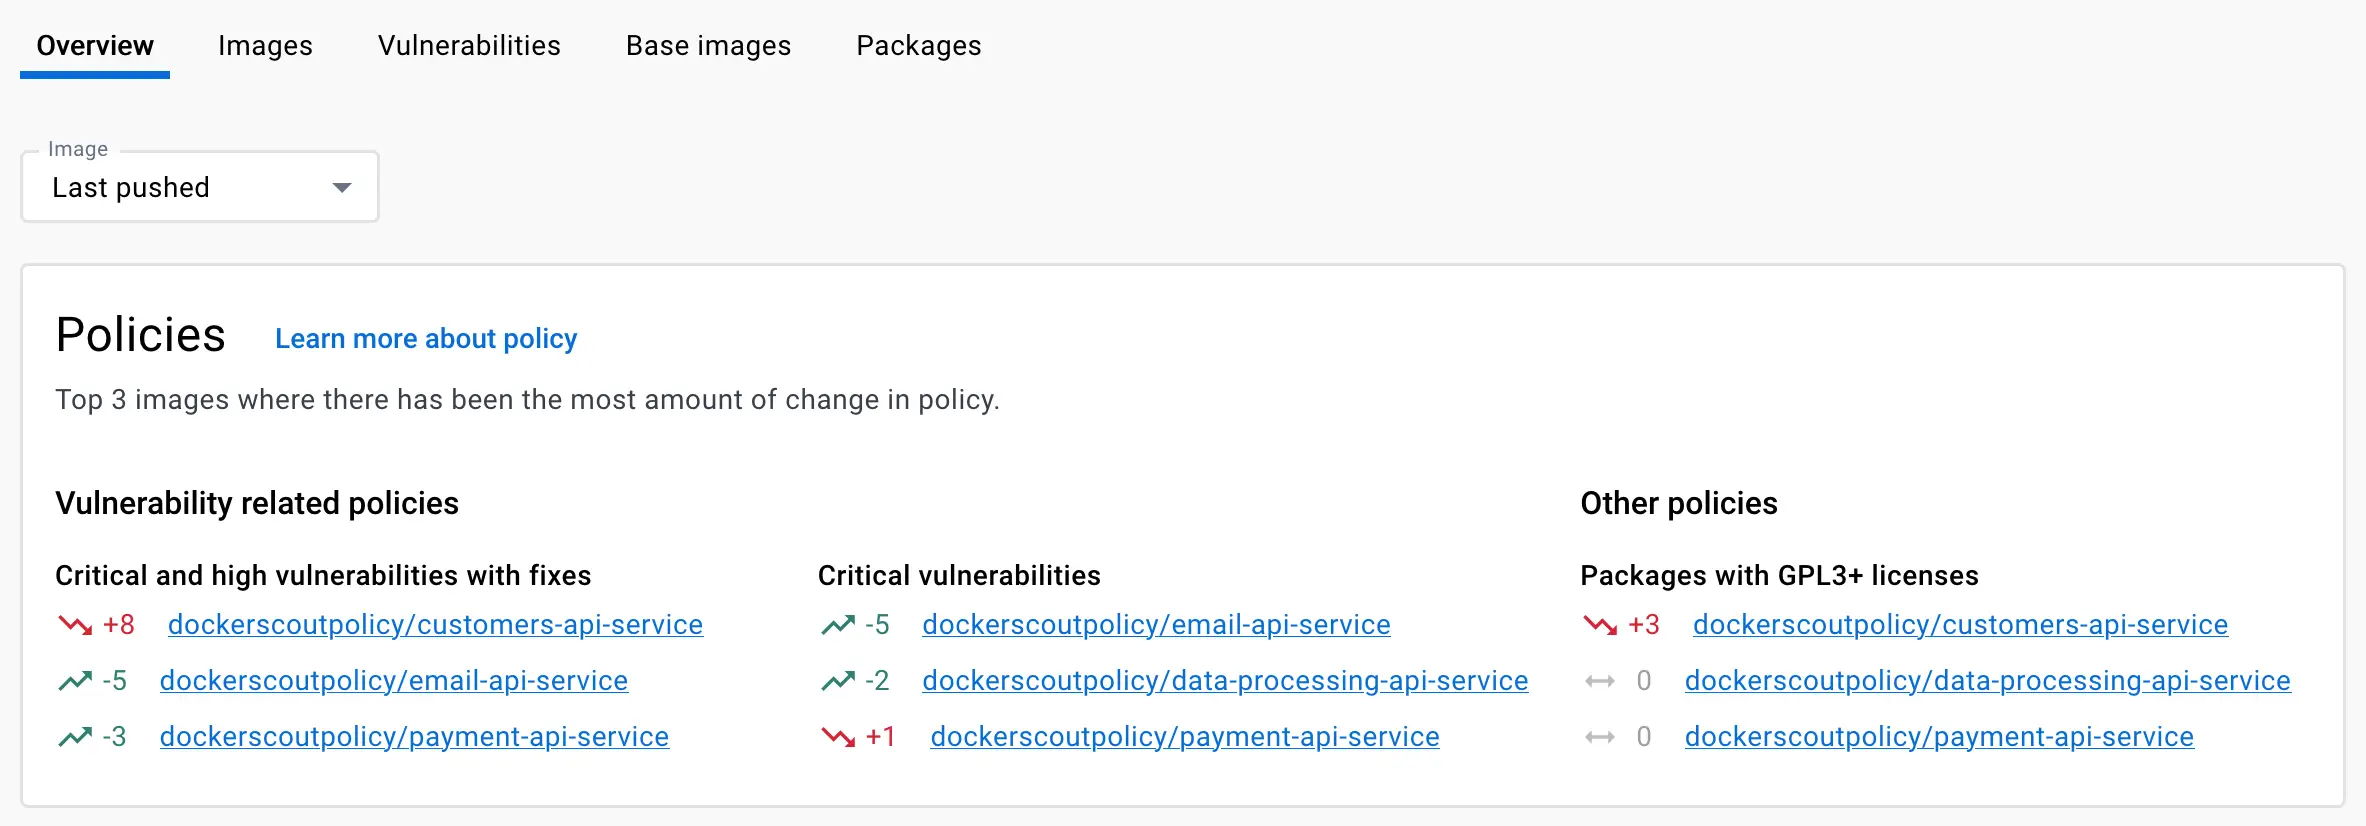 Overview Images Vulnerabilities Base images Packages
Image
Last pushed
Policies Learn more about policy
Top 3 images where there has been the most amount of change in policy.
Vulnerability related policies
Critical and high vulnerabilities with fixes
+8 dockerscoutpolicy/customers-api-service
-5 dockerscoutpolicy/email-api-service
-3 dockerscoutpolicy/payment-api-service
Critical vulnerabilities
-5 dockerscoutpolicy/email-api-service
-2 dockerscoutpolicy/data-processing-api-service
+1 dockerscoutpolicy/payment-api-service
Other policies
Packages with GPL3+ licenses
+3 dockerscoutpolicy/customers-api-service
0 dockerscoutpolicy/data-processing-api-service
0 dockerscoutpolicy/payment-api-service